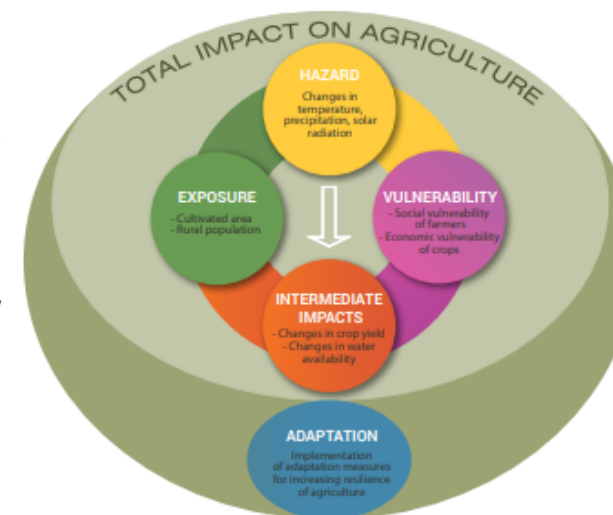 TOTAL IMPACT ON AGRICULTURE
HAZARD
Changes in
temperature,
precipitation, solar
radiation
EXPOSURE
- Cultivated area
- Rural population
VULNERABILITY
- Social vulnerability
of farmers
- Economic vulnerability
of crops
INTERMEDIATE
IMPACTS
- Changes in crop yield
- Changes in water
availability
ADAPTATION
Implementation
of adaptation measures
for increasing resilience
of agriculture